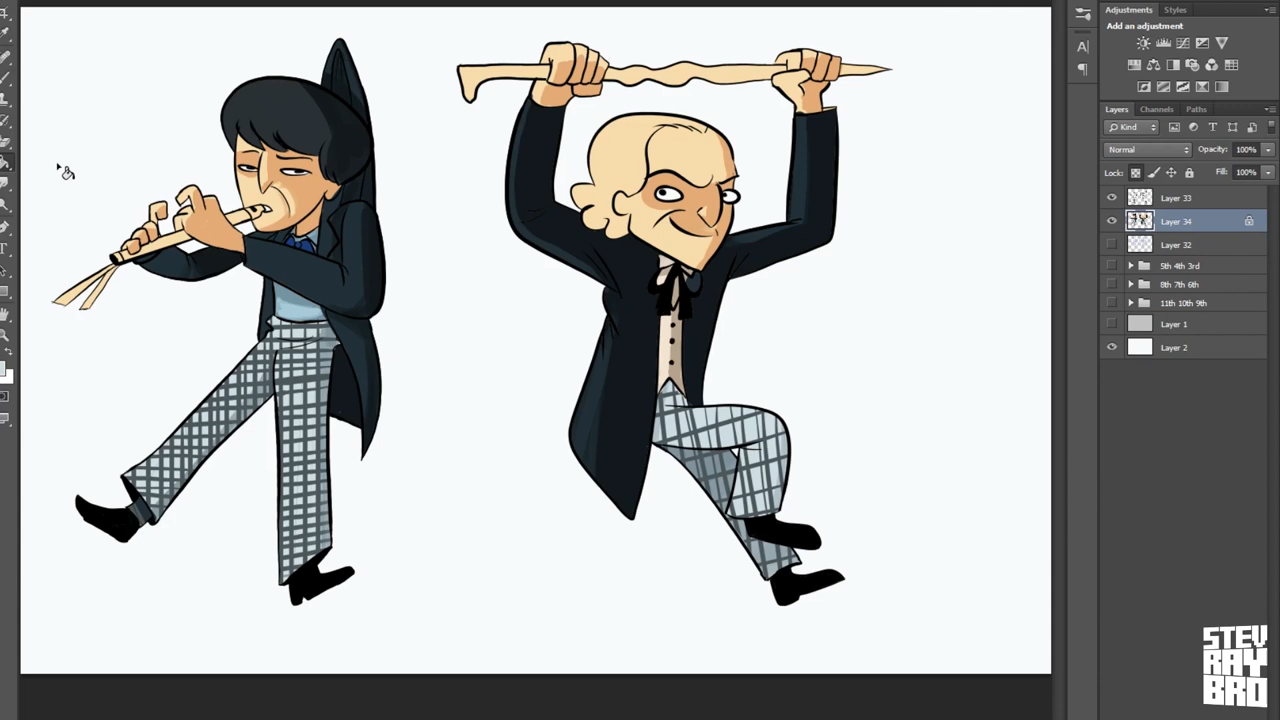 Adjustments Styles
Add an adjustment
Layers Channels Paths
Kind
Normal Opacity: 100%
Lock: Fill: 100%
Layer 33
Layer 34
Layer 32
5th 4th 3rd
8th 7th 6th
11th 10th 9th
Layer 1
Layer 2
STEV
RAY
BRO